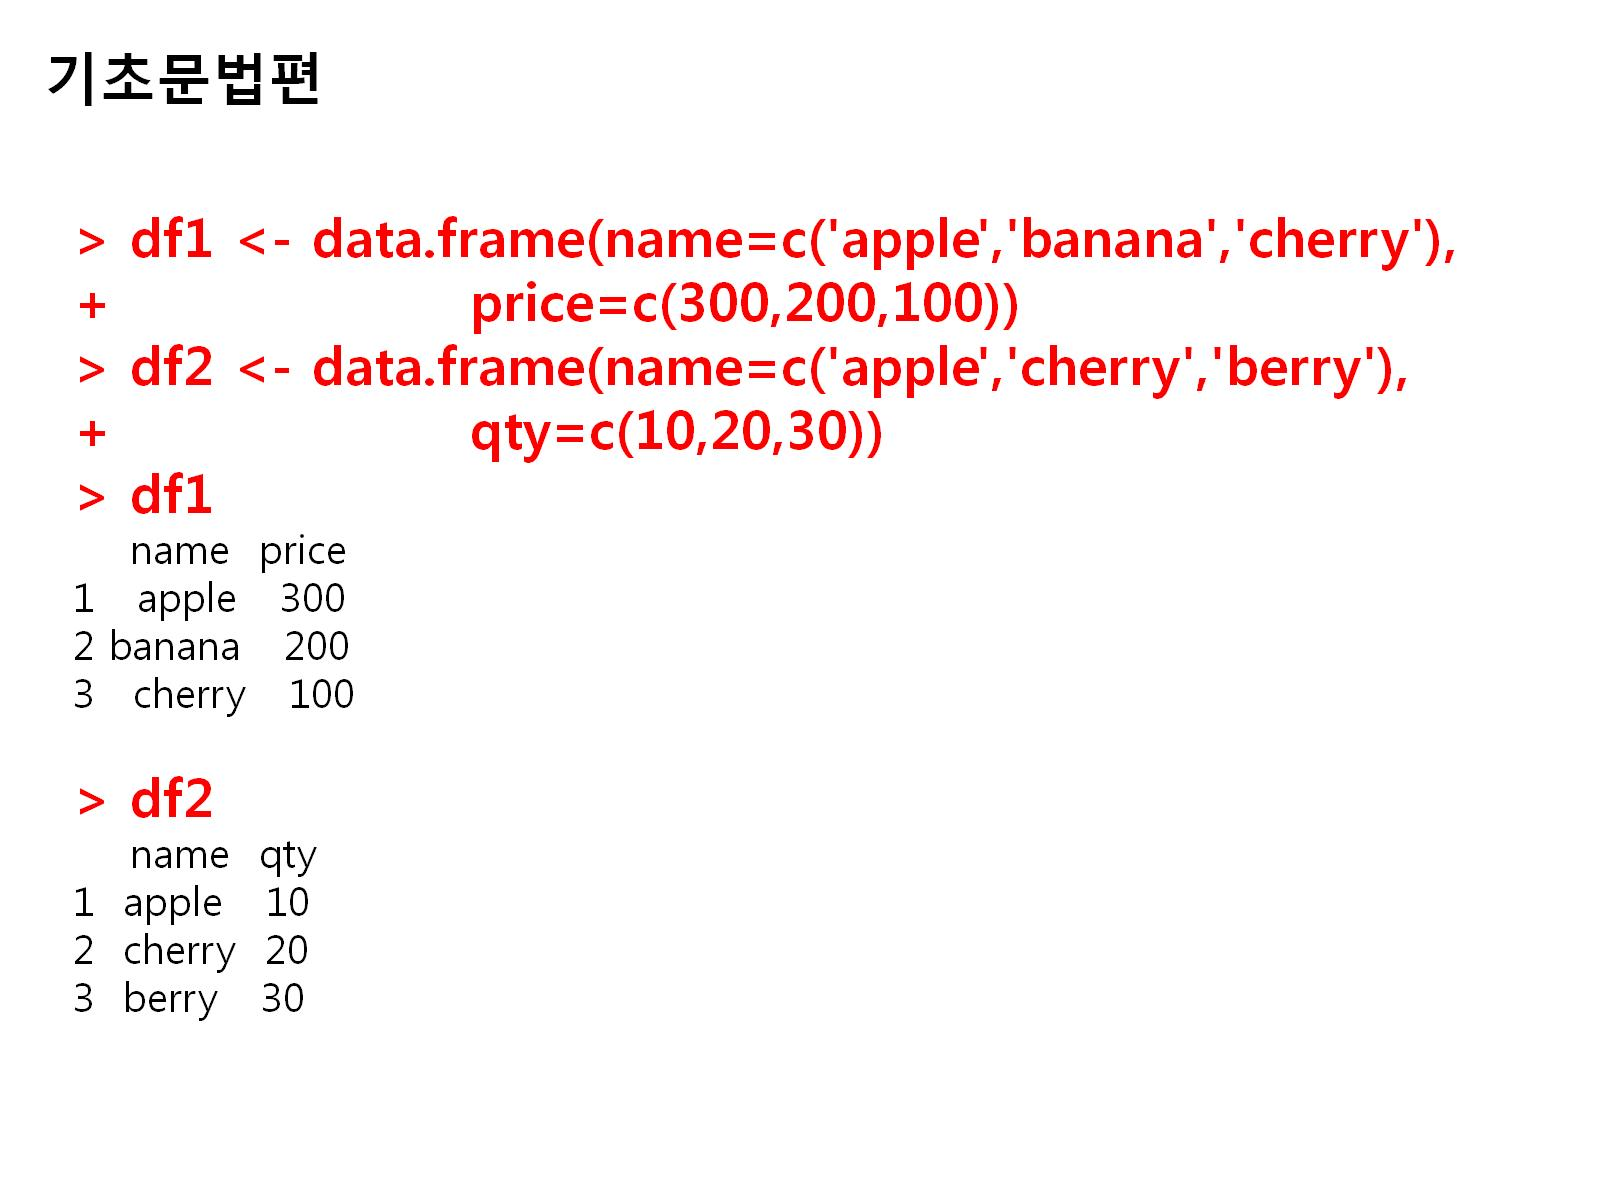 기초문법편
> df1 <- data.frame(name=c('apple','banana','cherry'),
+ price=c(300,200,100))
> df2 <- data.frame(name=c('apple','cherry','berry'),
+ qty=c(10,20,30))
> df1
name price
1 apple 300
2 banana 200
3 cherry 100
> df2
name qty
1 apple 10
2 cherry 20
3 berry 30